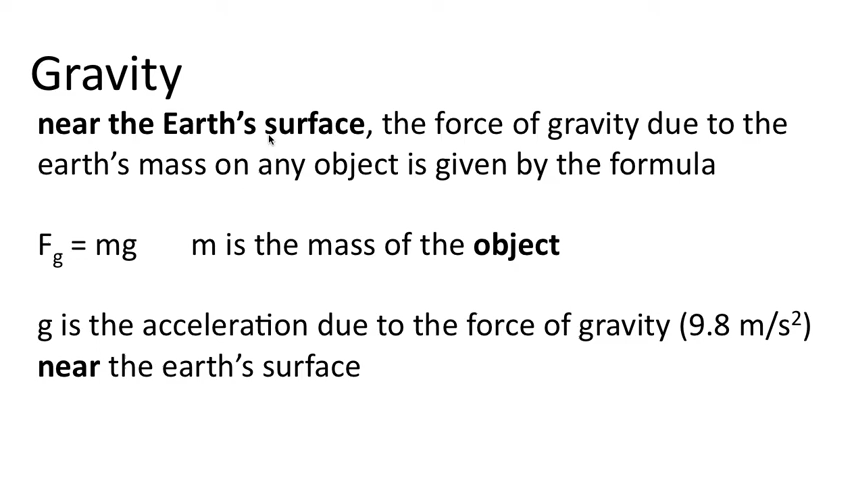 Gravity
near the Earth's surface, the force of gravity due to the
earth's mass on any object is given by the formula
Fg = mg m is the mass of the object
g is the acceleration due to the force of gravity (9.8 m/s²)
near the earth's surface